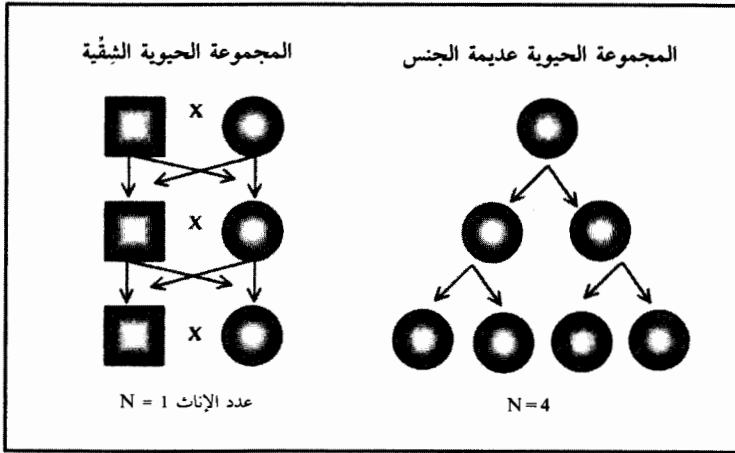 المجموعة الحيوية عديمة الجنس
المجموعة الحيوية الشِقِّية
X
X
X
N=4
عدد الإناث N = 1